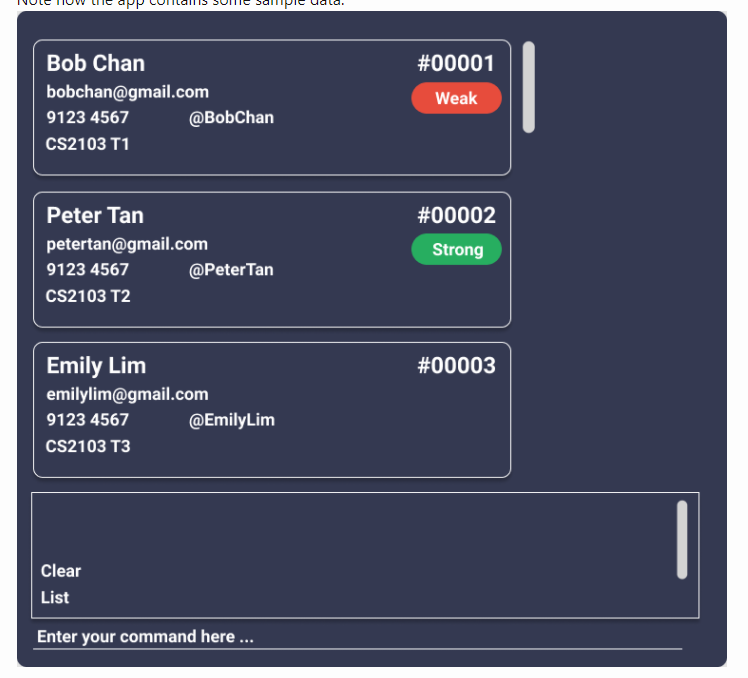 Note how the app contains some sample data.
Bob Chan #00001
bobchan@gmail.com Weak
9123 4567 @BobChan
CS2103 T1
Peter Tan #00002
petertan@gmail.com Strong
9123 4567 @PeterTan
CS2103 T2
Emily Lim #00003
emilylim@gmail.com
9123 4567 @EmilyLim
CS2103 T3
Clear
List
Enter your command here ...